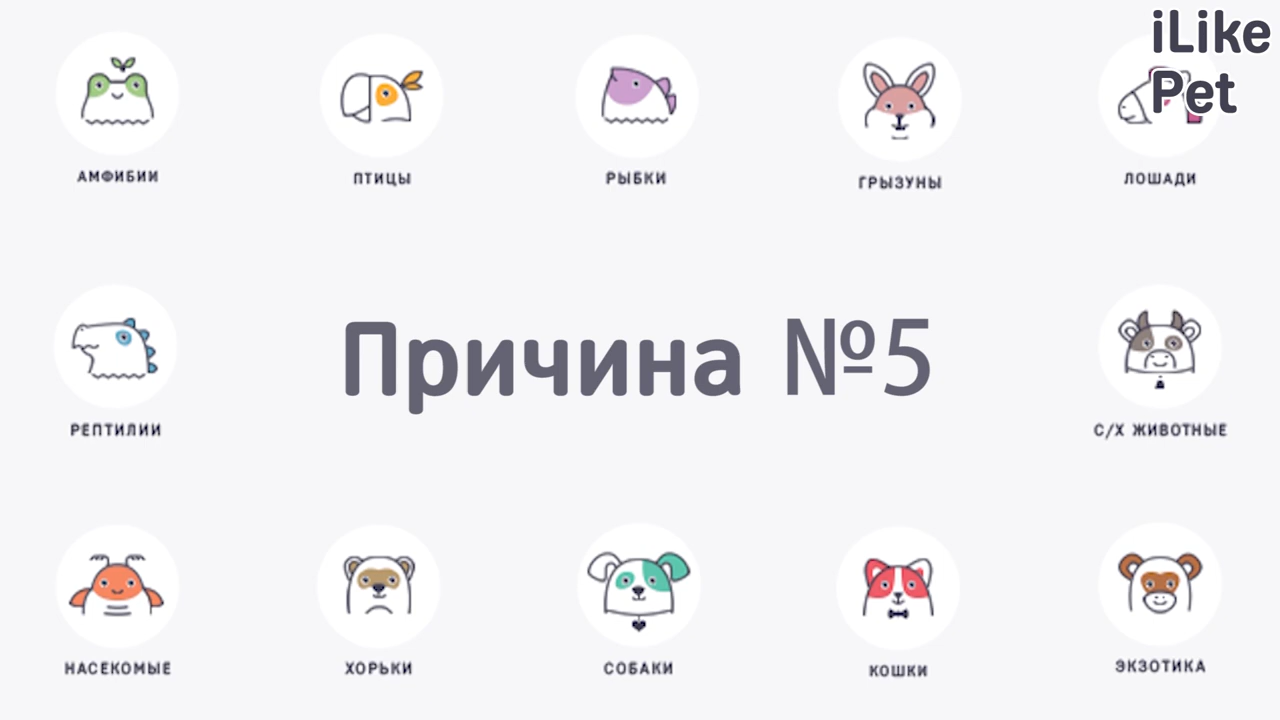 iLike
Pet
АМФИБИИ
ПТИЦЫ
РЫБКИ
ГРЫЗУНЫ
ЛОШАДИ
Причина №5
РЕПТИЛИИ
С/Х ЖИВОТНЫЕ
НАСЕКОМЫЕ
ХОРЬКИ
СОБАКИ
КОШКИ
ЭКЗОТИКА